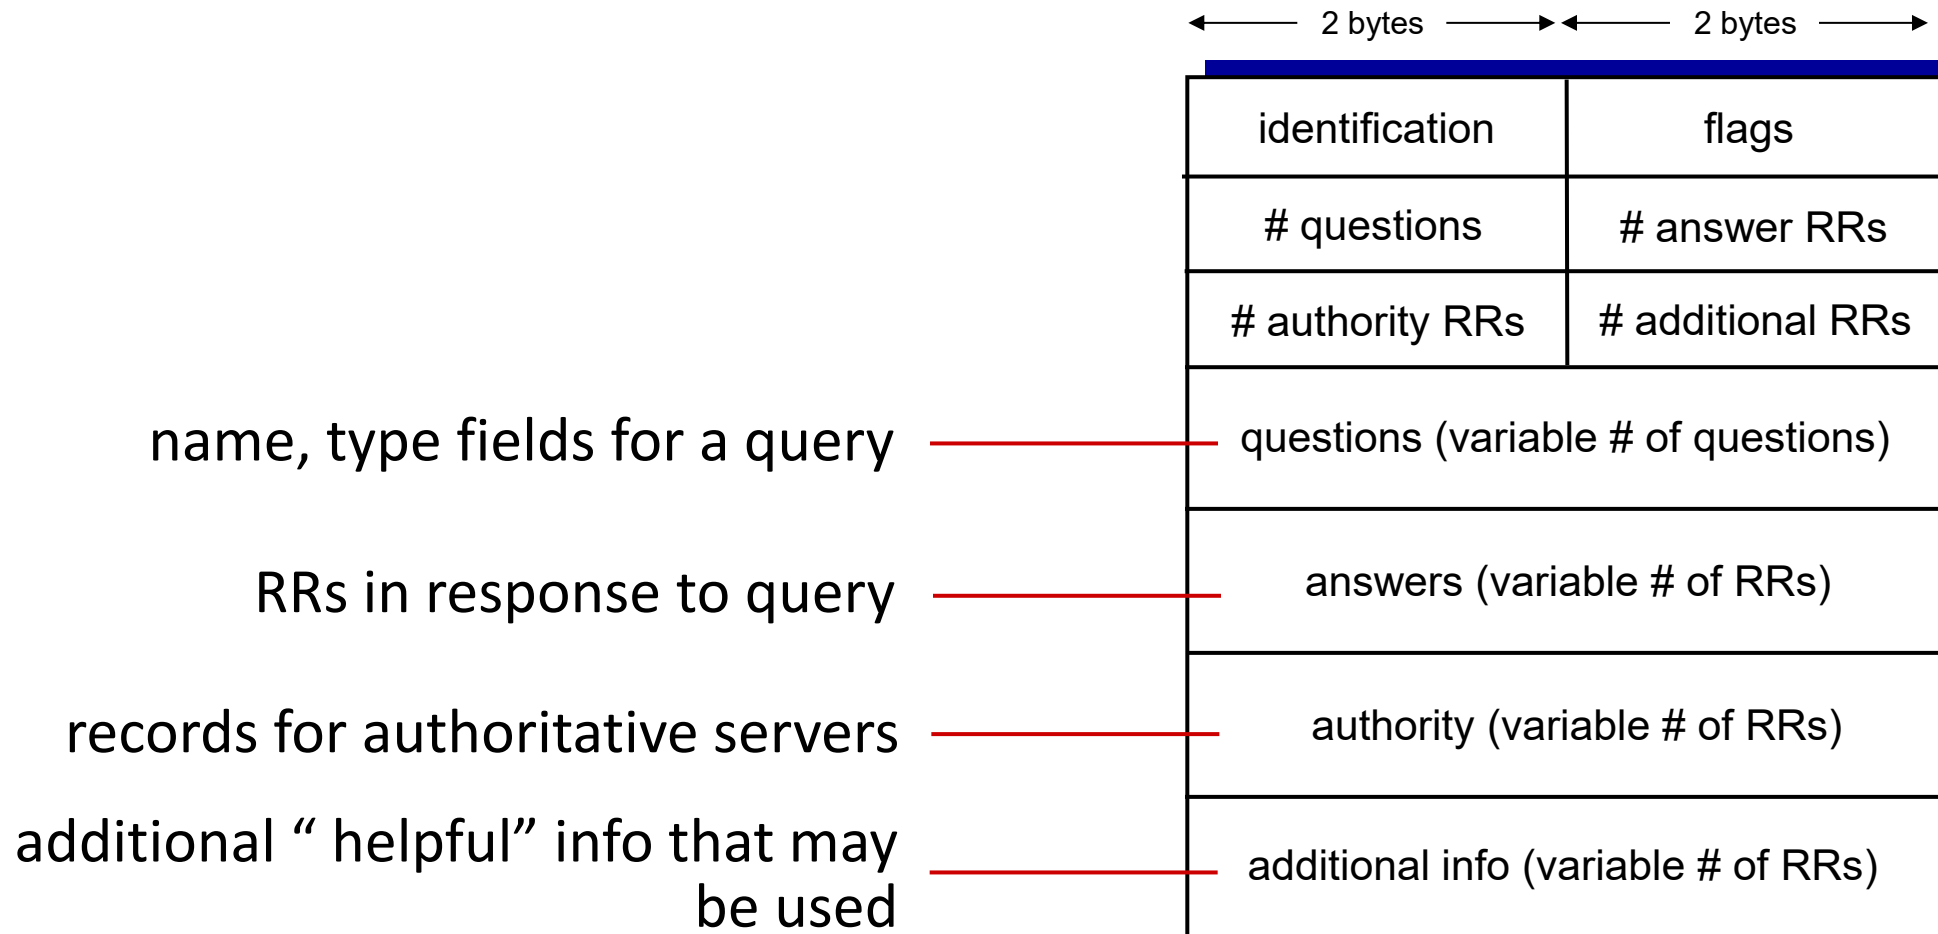 2 bytes 2 bytes
identification flags
# questions # answer RRs
# authority RRs # additional RRs
name, type fields for a query questions (variable # of questions)
RRs in response to query answers (variable # of RRs)
records for authoritative servers authority (variable # of RRs)
additional “ helpful” info that may
be used
additional info (variable # of RRs)